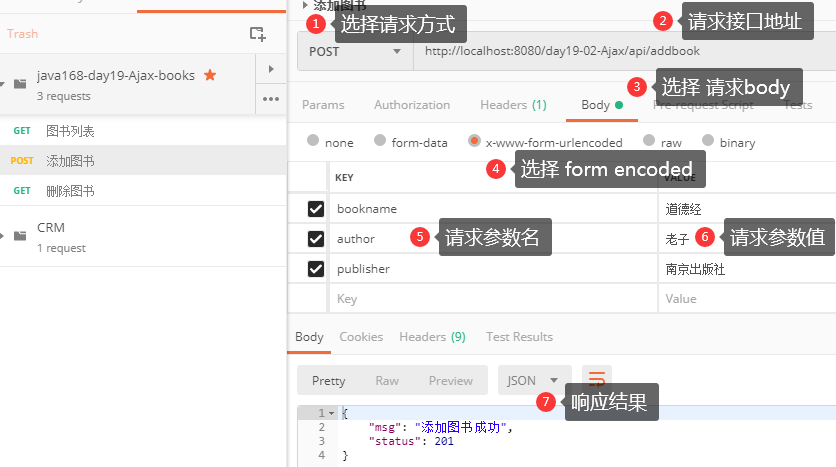 Trash
java168-day19-Ajax-books
3 requests
GET 图书列表
POST 添加图书
GET 删除图书
CRM
1 request
添加图书
1 选择请求方式
2 请求接口地址
POST
http://localhost:8080/day19-02-Ajax/api/addbook
3 选择 请求body
Params Authorization Headers (1) Body Pre-request Script Tests
none form-data x-www-form-urlencoded raw binary
4 选择 form encoded
KEY VALUE
bookname 道德经
author 老子
5 请求参数名
6 请求参数值
publisher 南京出版社
Key Value
Body Cookies Headers (9) Test Results
Pretty Raw Preview JSON
7 响应结果
1 {
2 "msg": "添加图书成功",
3 "status": 201
4 }